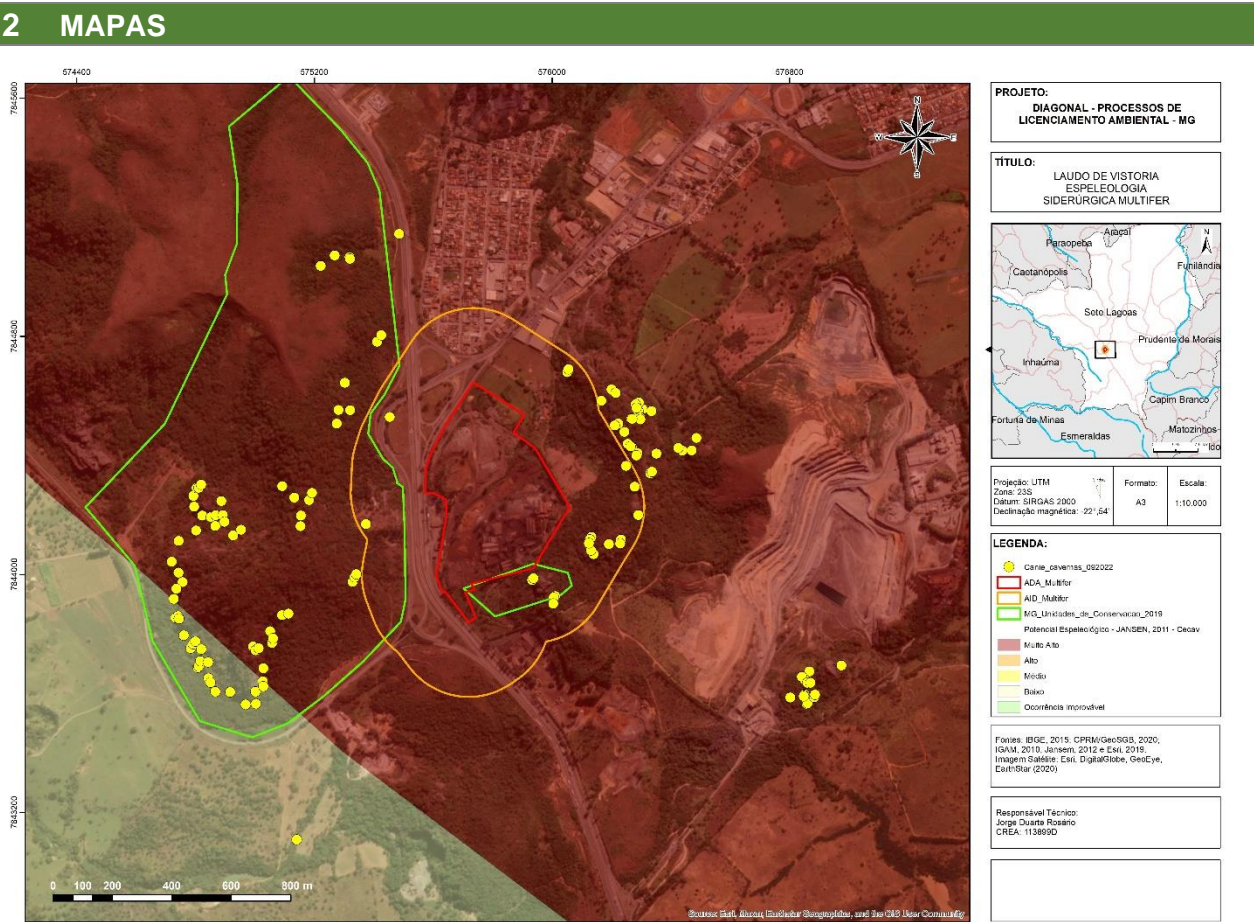 2 MAPAS
574400 575200 576000 576800
7845600
7844800
7844000
7843200
N
W E
S
0 100 200 400 600 800 m
Source: Esri, Maxar, Earthstar Geographics, and the GIS User Community
PROJETO:
DIAGONAL - PROCESSOS DE
LICENCIAMENTO AMBIENTAL - MG
TÍTULO:
LAUDO DE VISTORIA
ESPELEOLOGIA
SIDERÚRGICA MULTIFER
N
Araçaí
Paraopeba
Funilândia
Caetanópolis
Sete Lagoas
Prudente de Morais
Inhaúma
Capim Branco
Fortuna de Minas
Matozinhos
Esmeraldas
Projeção: UTM
Zona: 23S
Datum: SIRGAS 2000
Declinação magnética: -22°,54'
Formato:
A3
Escala:
1:10.000
LEGENDA:
Canie_cavernas_092022
ADA_Multifer
AID_Multifer
MG_Unidades_de_Conservacao_2019
Potencial Espeleológico - JANSEN, 2011 - Cecav
Muito Alto
Alto
Médio
Baixo
Ocorrência Improvável
Fontes: IBGE, 2015, CPRM/GeoSGB, 2020;
IGAM, 2010, Jansem, 2012 e Esri, 2019.
Imagem Satélite: Esri, DigitalGlobe, GeoEye,
EarthStar (2020)
Responsável Técnico:
Jorge Duarte Rosário
CREA: 113899D